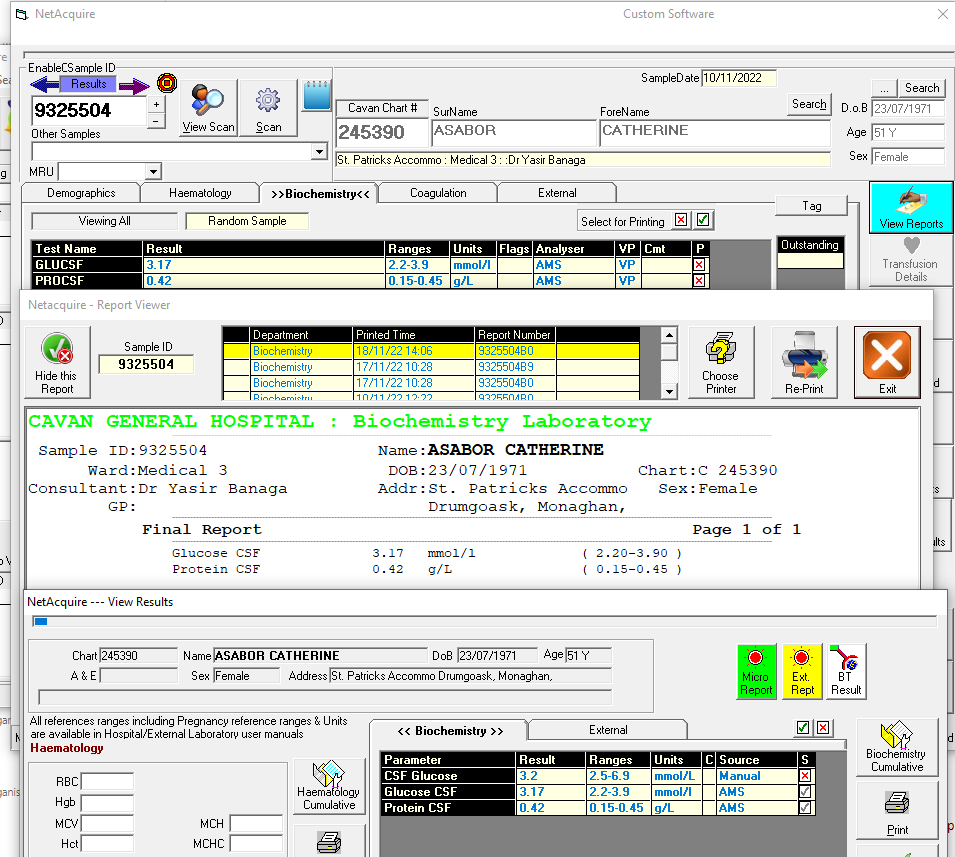 NetAcquire Custom Software
EnableCSample ID
Results
9325504
+
-
Other Samples
MRU
View Scan
Scan
SampleDate 10/11/2022
Cavan Chart # SurName ForeName Search
245390 ASABOR CATHERINE
St. Patricks Accommo : Medical 3 : :Dr Yasir Banaga
... Search
D.o.B 23/07/1971
Age 51 Y
Sex Female
Demographics Haematology >>Biochemistry<< Coagulation External
Viewing All Random Sample Select for Printing
Tag
View Reports
Outstanding
Transfusion Details
Test Name Result Ranges Units Flags Analyser VP Cmt P
GLUCSF 3.17 2.2-3.9 mmol/l AMS VP
PROCSF 0.42 0.15-0.45 g/L AMS VP
Netacquire - Report Viewer
Hide this Report
Sample ID
9325504
Department Printed Time Report Number
Biochemistry 18/11/22 14:06 9325504B0
Biochemistry 17/11/22 10:28 9325504B9
Biochemistry 17/11/22 10:28 9325504B0
Biochemistry 10/11/22 12:22 9325504B0
Choose Printer
Re-Print
Exit
CAVAN GENERAL HOSPITAL : Biochemistry Laboratory
Sample ID:9325504 Name:ASABOR CATHERINE
Ward:Medical 3 DOB:23/07/1971 Chart:C 245390
Consultant:Dr Yasir Banaga Addr:St. Patricks Accommo Sex:Female
GP: Drumgoask, Monaghan,
Final Report Page 1 of 1
Glucose CSF 3.17 mmol/l ( 2.20-3.90 )
Protein CSF 0.42 g/L ( 0.15-0.45 )
NetAcquire --- View Results
Chart 245390 Name ASABOR CATHERINE DoB 23/07/1971 Age 51 Y
A & E Sex Female Address St. Patricks Accommo Drumgoask, Monaghan,
Micro Report
Ext. Rept
BT Result
All references ranges including Pregnancy reference ranges & Units
are available in Hospital/External Laboratory user manuals
Haematology
RBC
Hgb
MCV
Hct
MCH
MCHC
Haematology Cumulative
<< Biochemistry >> External
Parameter Result Ranges Units C Source S
CSF Glucose 3.2 2.5-6.9 mmol/L Manual
Glucose CSF 3.17 2.2-3.9 mmol/l AMS
Protein CSF 0.42 0.15-0.45 g/L AMS
Biochemistry Cumulative
Print